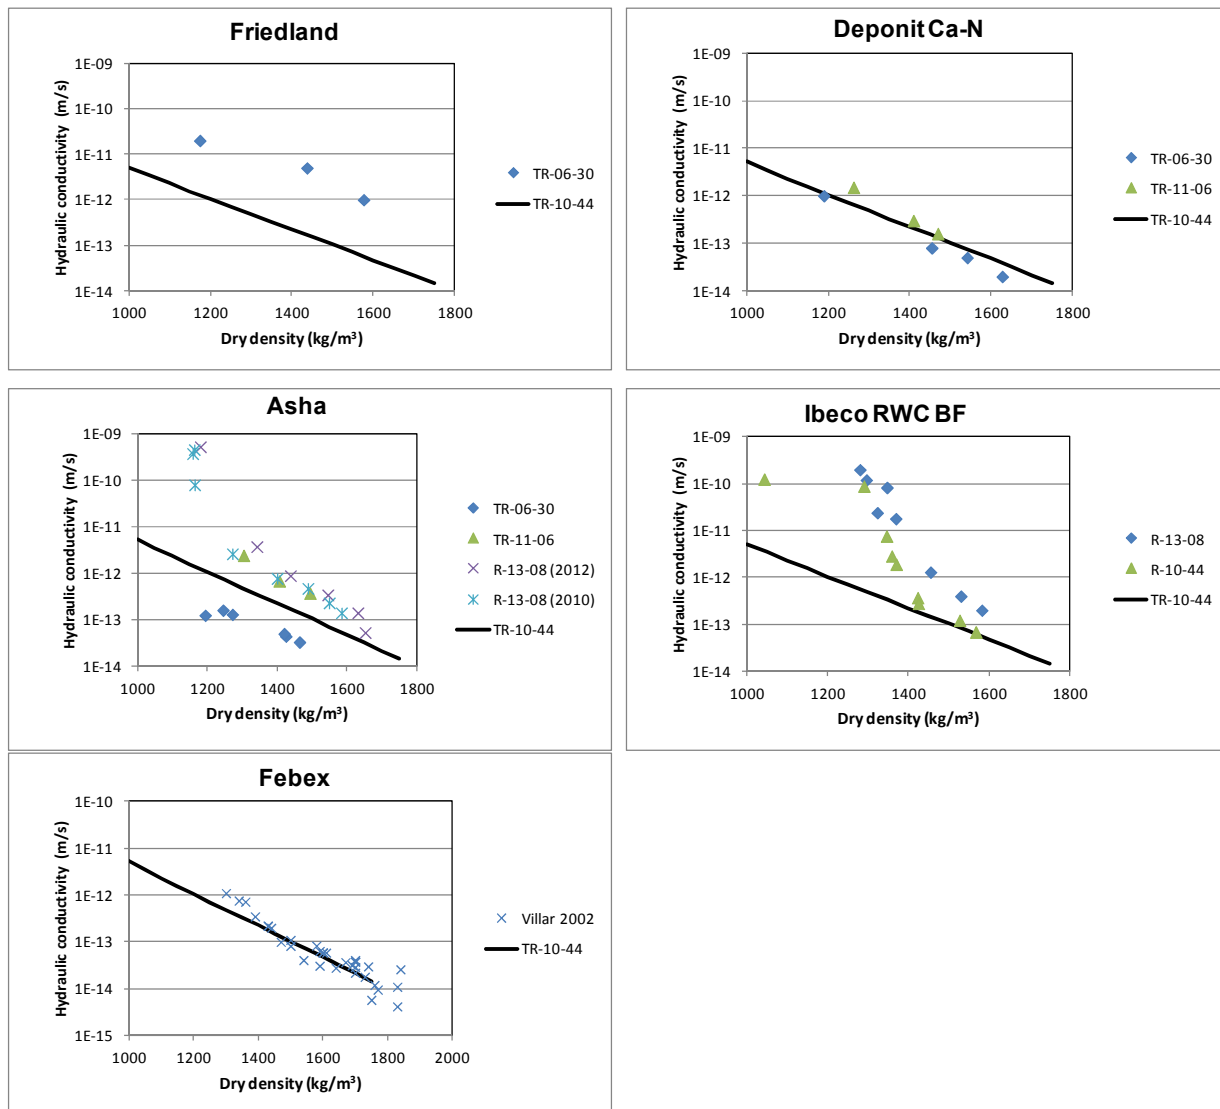 Friedland
Hydraulic conductivity (m/s)
1E-09
1E-10
1E-11
1E-12
1E-13
1E-14
1000 1200 1400 1600 1800
Dry density (kg/m³)
TR-06-30
TR-10-44
Deponit Ca-N
Hydraulic conductivity (m/s)
1E-09
1E-10
1E-11
1E-12
1E-13
1E-14
1000 1200 1400 1600 1800
Dry density (kg/m³)
TR-06-30
TR-11-06
TR-10-44
Asha
Hydraulic conductivity (m/s)
1E-09
1E-10
1E-11
1E-12
1E-13
1E-14
1000 1200 1400 1600 1800
Dry density (kg/m³)
TR-06-30
TR-11-06
R-13-08 (2012)
R-13-08 (2010)
TR-10-44
Ibeco RWC BF
Hydraulic conductivity (m/s)
1E-09
1E-10
1E-11
1E-12
1E-13
1E-14
1000 1200 1400 1600 1800
Dry density (kg/m³)
R-13-08
R-10-44
TR-10-44
Febex
Hydraulic conductivity (m/s)
1E-10
1E-11
1E-12
1E-13
1E-14
1E-15
1000 1200 1400 1600 1800 2000
Dry density (kg/m³)
Villar 2002
TR-10-44